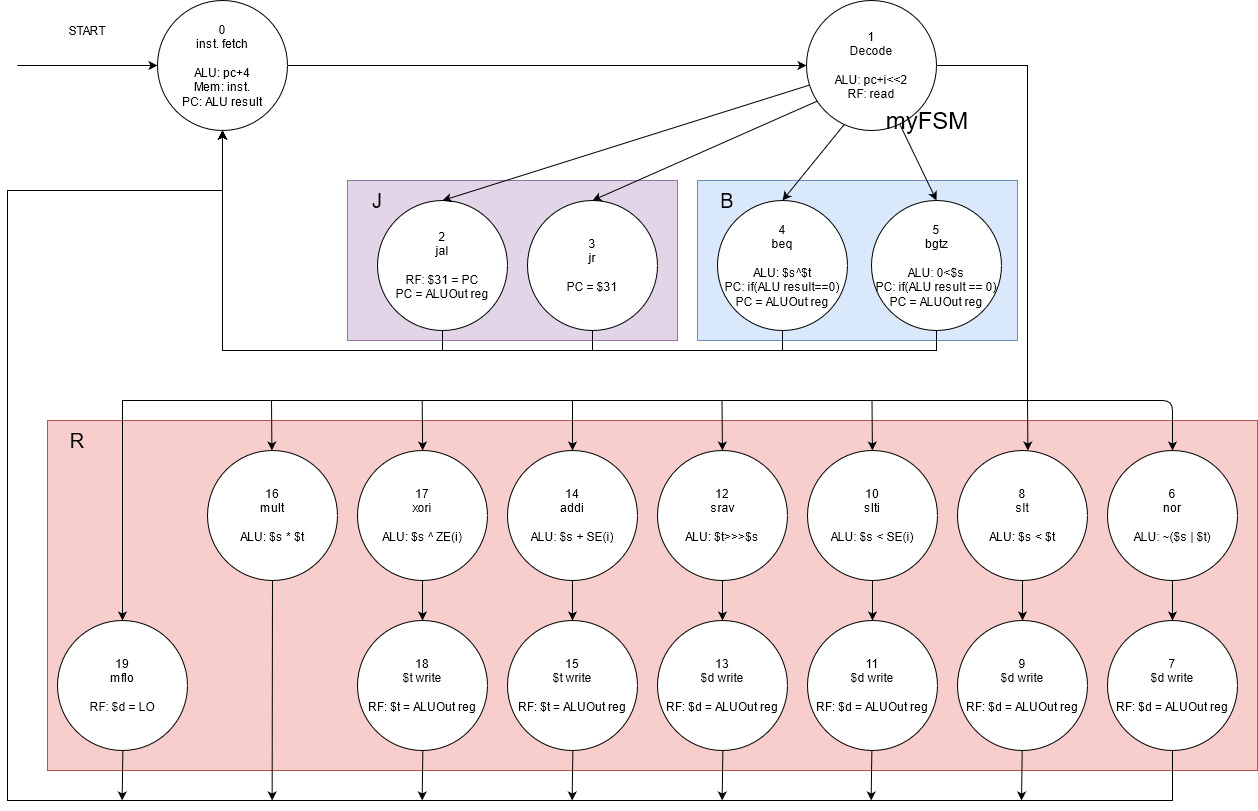 START
0
inst. fetch
ALU: pc+4
Mem: inst.
PC: ALU result
1
Decode
ALU: pc+i<<2
RF: read
myFSM
J
2
jal
RF: $31 = PC
PC = ALUOut reg
3
jr
PC = $31
B
4
beq
ALU: $s^$t
PC: if(ALU result==0)
PC = ALUOut reg
5
bgtz
ALU: 0<$s
PC: if(ALU result == 0)
PC = ALUOut reg
R
16
mult
ALU: $s * $t
17
xori
ALU: $s ^ ZE(i)
14
addi
ALU: $s + SE(i)
12
srav
ALU: $t>>>$s
10
slti
ALU: $s < SE(i)
8
slt
ALU: $s < $t
6
nor
ALU: ~($s | $t)
19
mflo
RF: $d = LO
18
$t write
RF: $t = ALUOut reg
15
$t write
RF: $t = ALUOut reg
13
$d write
RF: $d = ALUOut reg
11
$d write
RF: $d = ALUOut reg
9
$d write
RF: $d = ALUOut reg
7
$d write
RF: $d = ALUOut reg